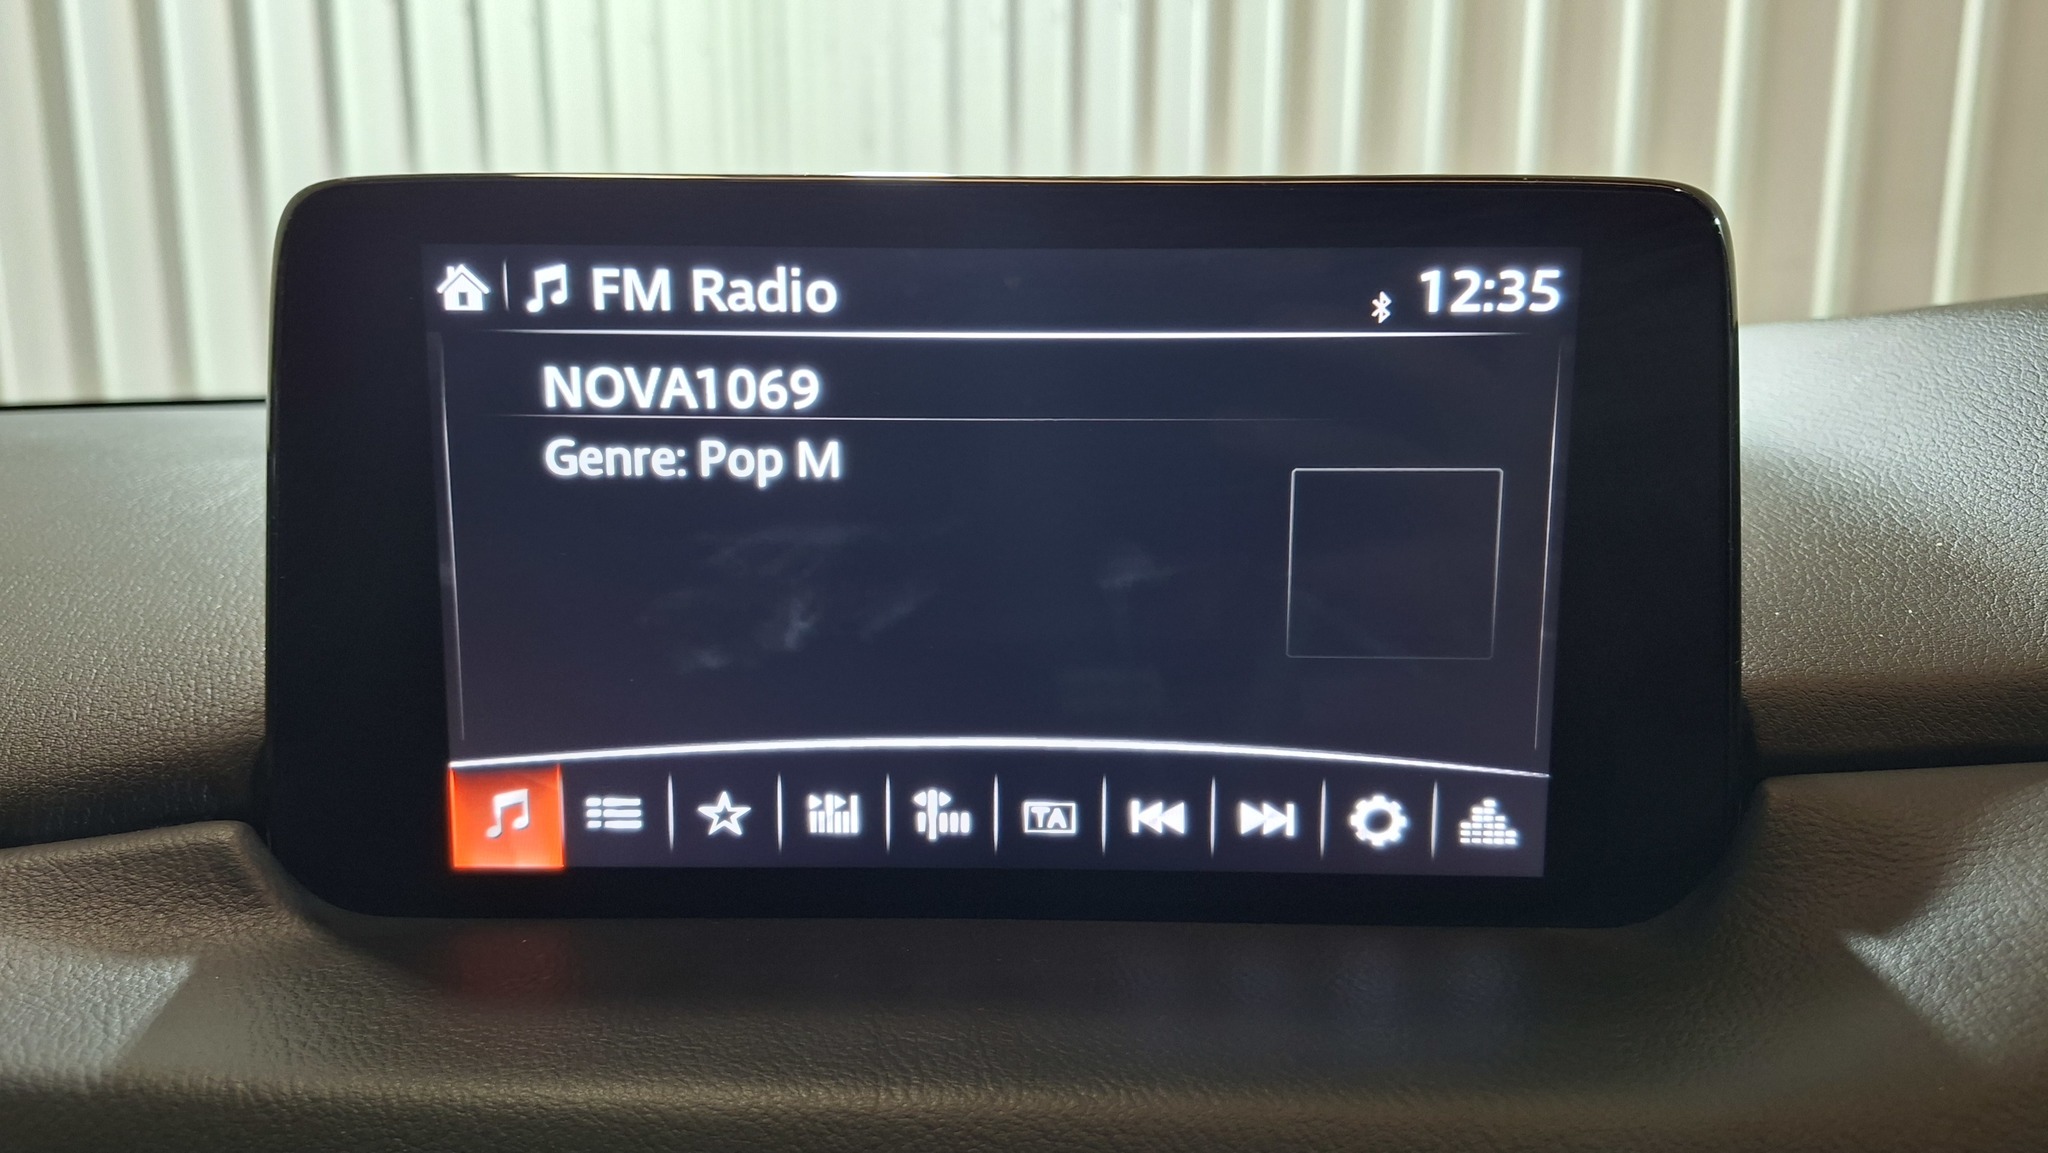 FM Radio
12:35
NOVA1069
Genre: Pop M
TA